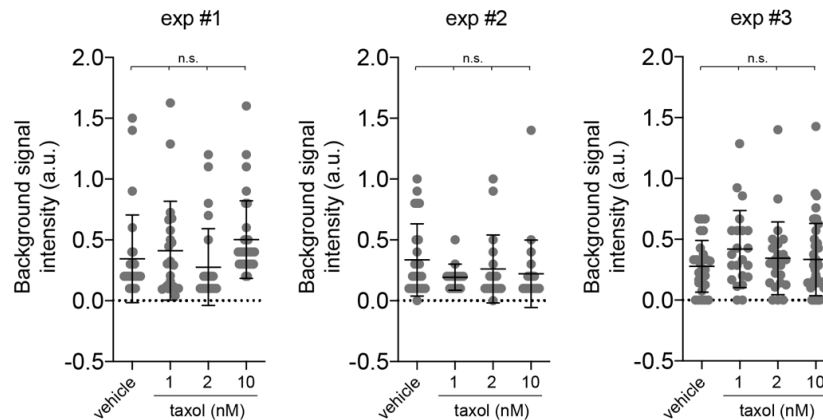 exp #1
n.s.
Background signal
intensity (a.u.)
2.0
1.5
1.0
0.5
0.0
-0.5
vehicle
1
2
10
taxol (nM)
exp #2
n.s.
Background signal
intensity (a.u.)
2.0
1.5
1.0
0.5
0.0
-0.5
vehicle
1
2
10
taxol (nM)
exp #3
n.s.
Background signal
intensity (a.u.)
2.0
1.5
1.0
0.5
0.0
-0.5
vehicle
1
2
10
taxol (nM)